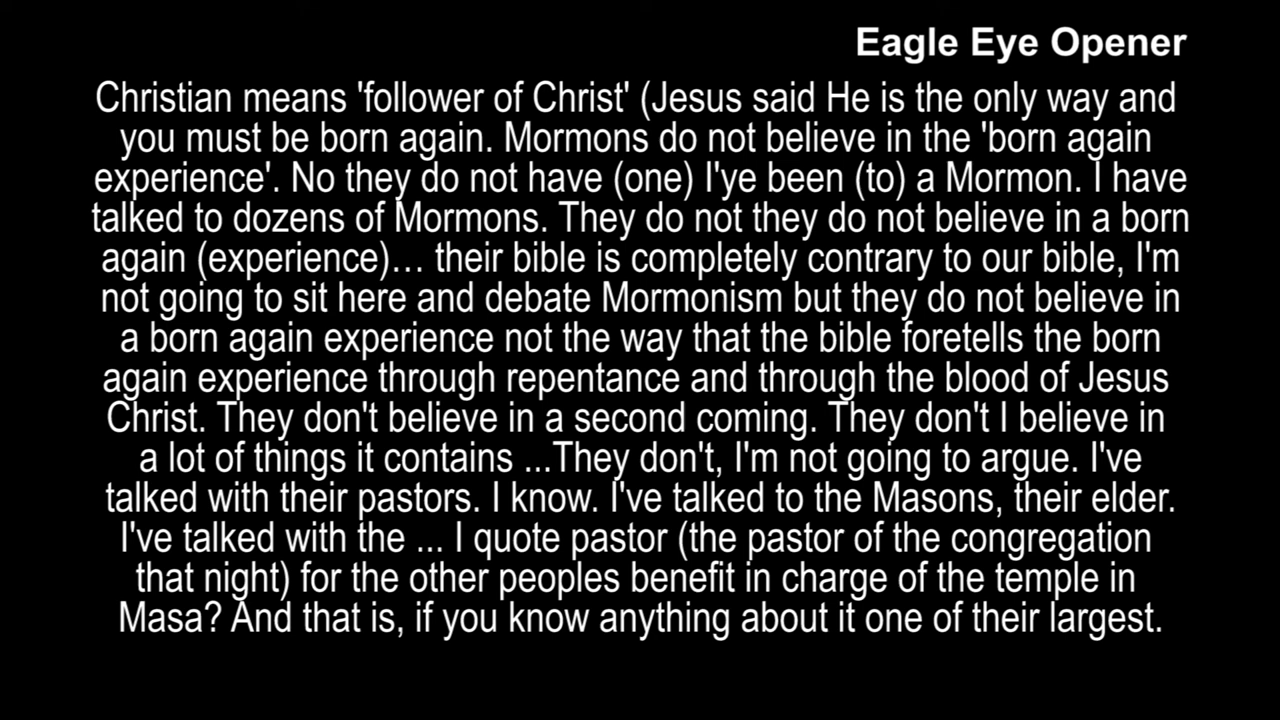 Eagle Eye Opener
Christian means 'follower of Christ' (Jesus said He is the only way and
you must be born again. Mormons do not believe in the 'born again
experience'. No they do not have (one) I'ye been (to) a Mormon. I have
talked to dozens of Mormons. They do not they do not believe in a born
again (experience)… their bible is completely contrary to our bible, I'm
not going to sit here and debate Mormonism but they do not believe in
a born again experience not the way that the bible foretells the born
again experience through repentance and through the blood of Jesus
Christ. They don't believe in a second coming. They don't I believe in
a lot of things it contains ...They don't, I'm not going to argue. I've
talked with their pastors. I know. I've talked to the Masons, their elder.
I've talked with the ... I quote pastor (the pastor of the congregation
that night) for the other peoples benefit in charge of the temple in
Masa? And that is, if you know anything about it one of their largest.